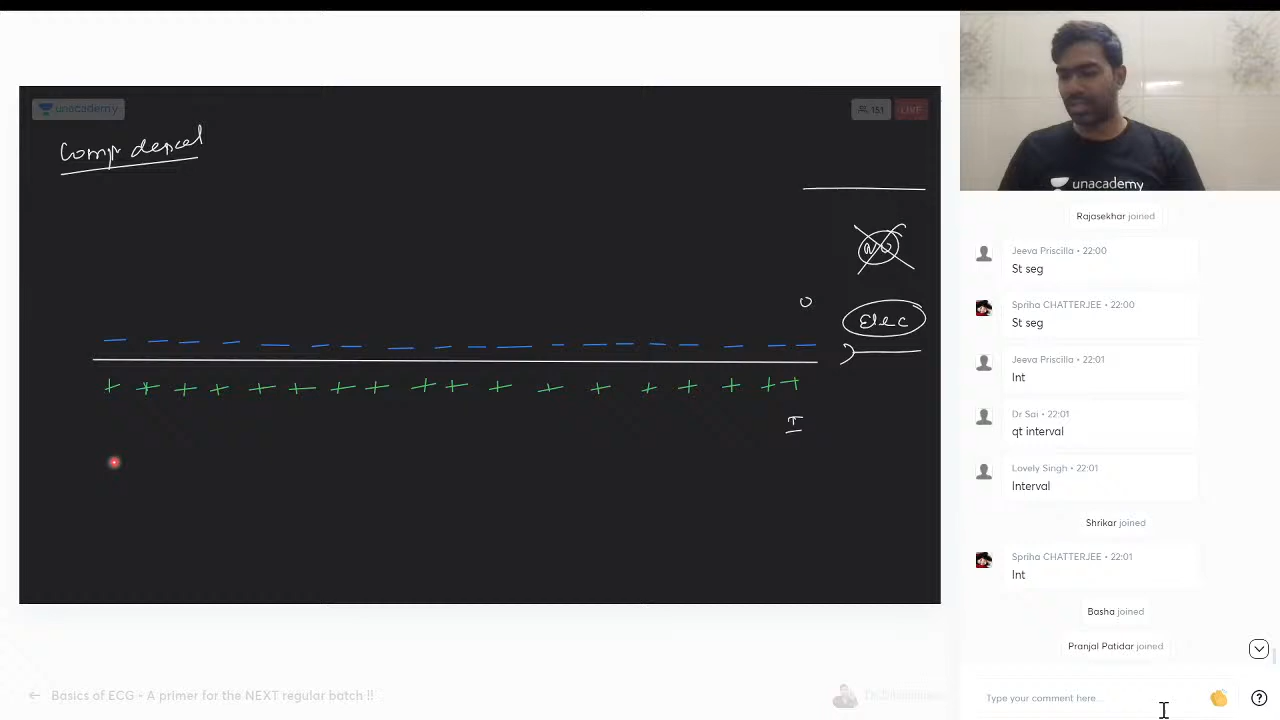 unacademy
151
LIVE
Elec
O
I
unacademy
Rajasekhar joined
Jeeva Priscilla • 22:00
St seg
Spriha CHATTERJEE • 22:00
St seg
Jeeva Priscilla • 22:01
Int
Dr Sai • 22:01
qt interval
Lovely Singh • 22:01
Interval
Shrikar joined
Spriha CHATTERJEE • 22:01
Int
Basha joined
Pranjal Patidar joined
Type your comment here...
Basics of ECG - A primer for the NEXT regular batch !!